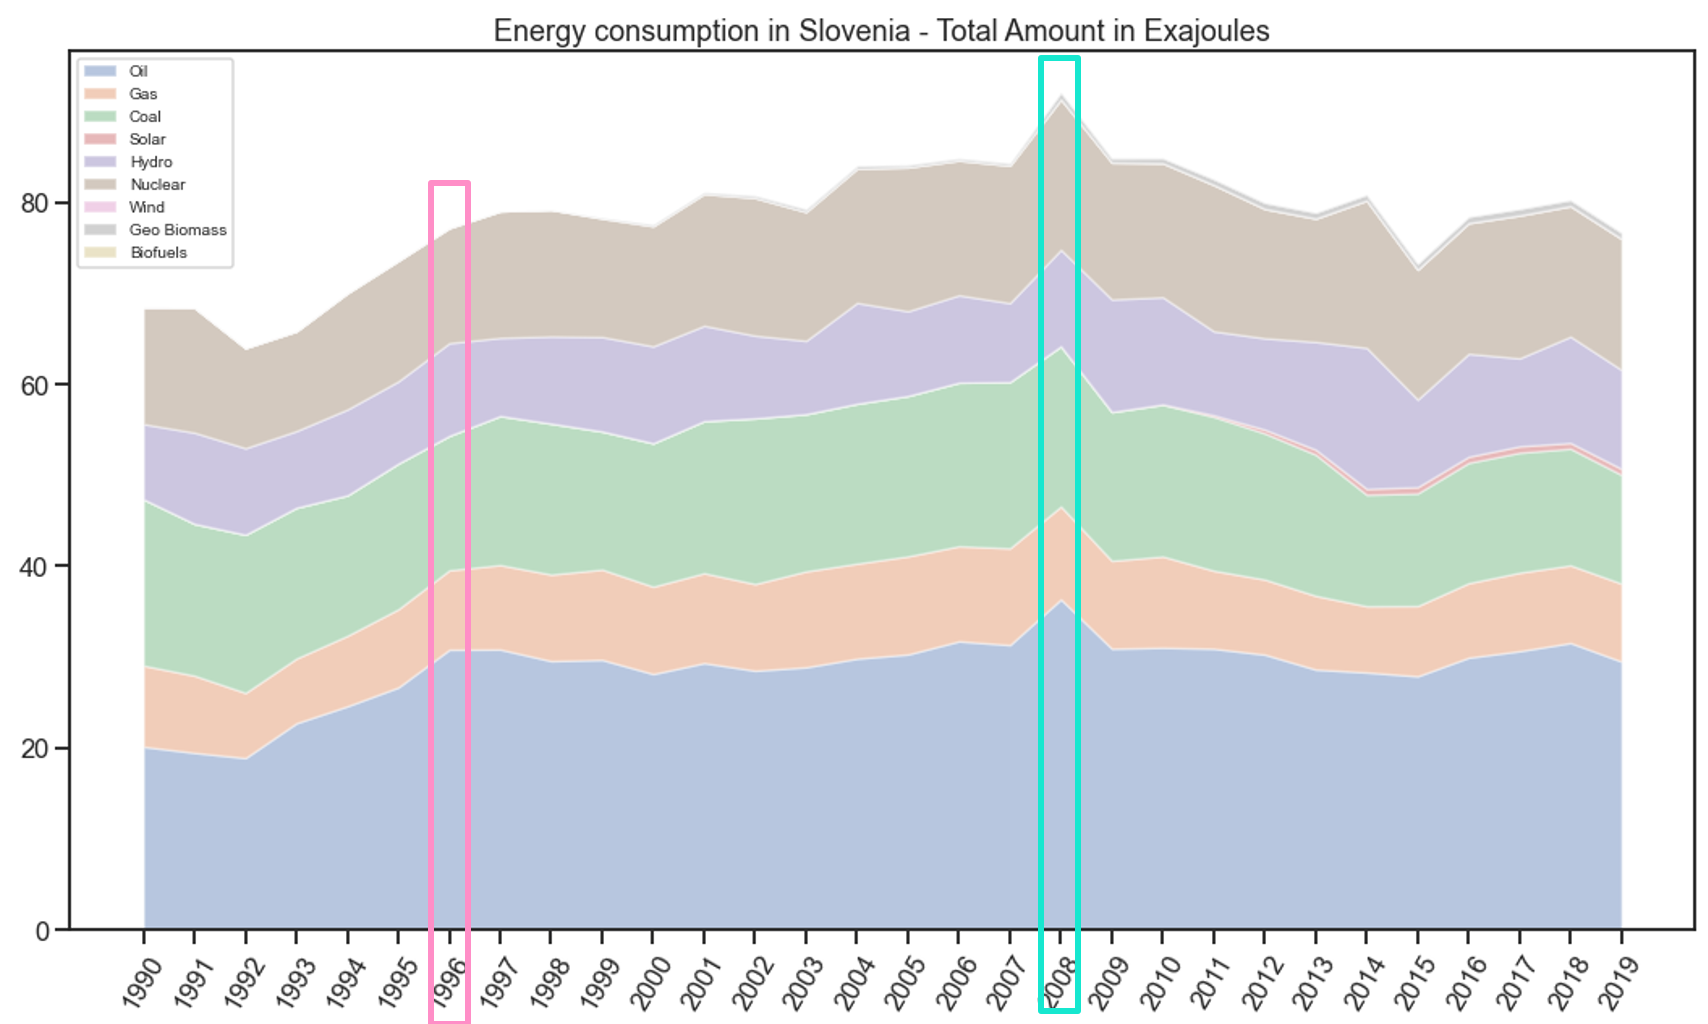 Energy consumption in Slovenia - Total Amount in Exajoules
Oil
Gas
Coal
Solar
Hydro
Nuclear
Wind
Geo Biomass
Biofuels
80
60
40
20
0
1990 1991 1992 1993 1994 1995 1996 1997 1998 1999 2000 2001 2002 2003 2004 2005 2006 2007 2008 2009 2010 2011 2012 2013 2014 2015 2016 2017 2018 2019